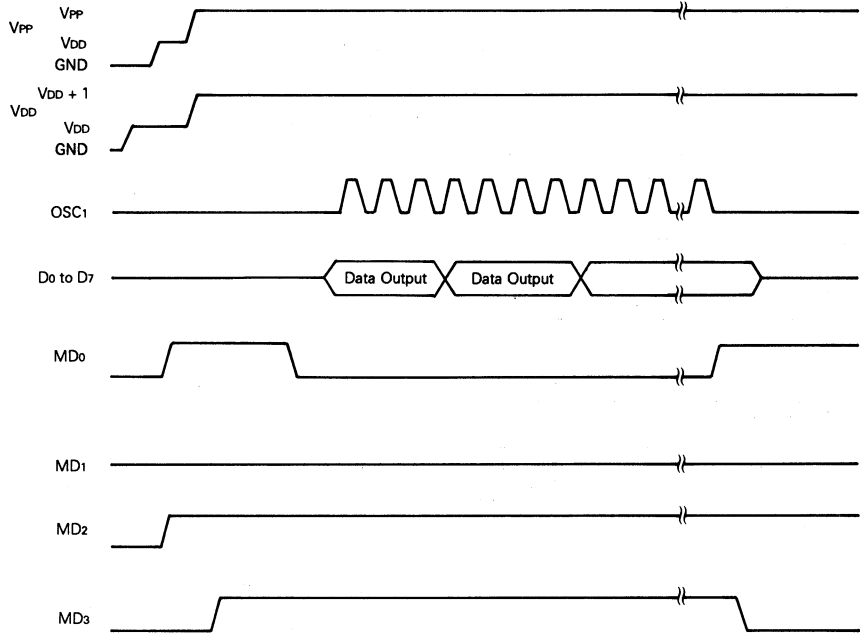 VPP
VPP
VDD
GND
VDD + 1
VDD
VDD
GND
OSC1
D0 to D7
Data Output
Data Output
MD0
MD1
MD2
MD3